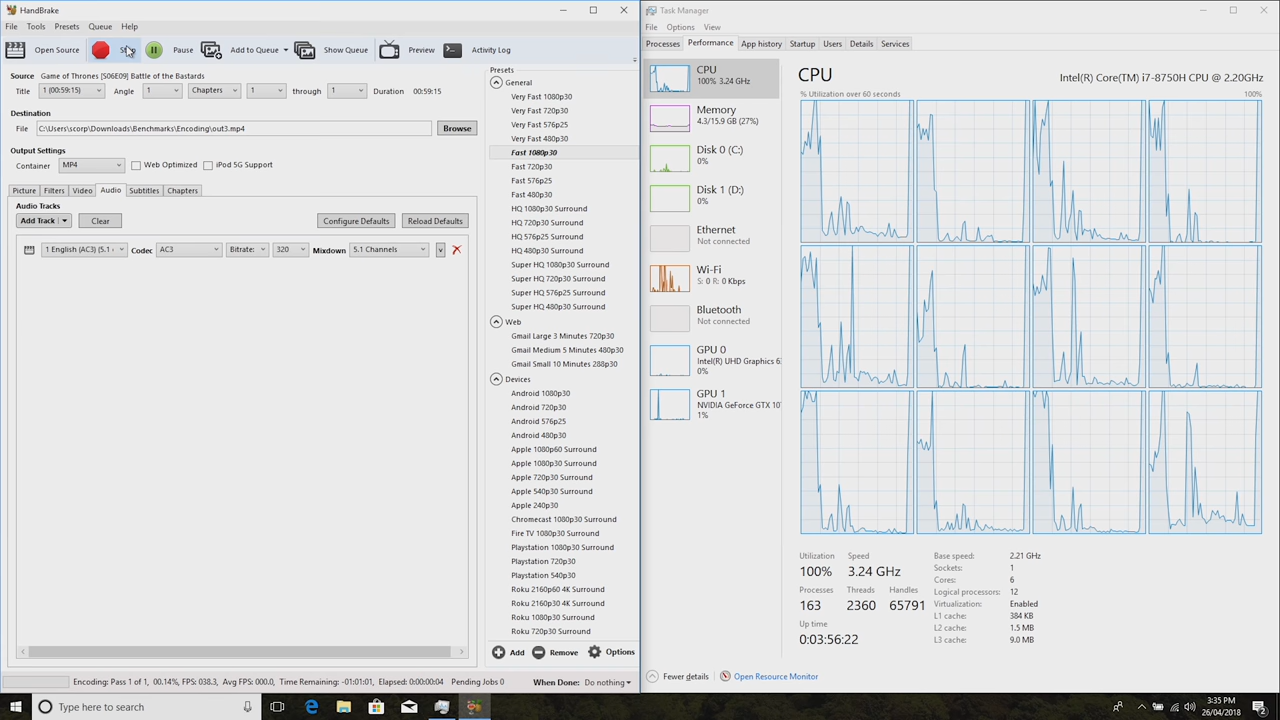 HandBrake
File Tools Presets Queue Help
Open Source Pause Add to Queue Show Queue Preview Activity Log
Source Game of Thrones [S06E09] Battle of the Bastards
Title 1 (00:59:15) Angle 1 Chapters 1 through 1 Duration 00:59:15
Destination
File C:\Users\scorp\Downloads\Benchmarks\Encoding\out3.mp4 Browse
Output Settings
Container MP4 Web Optimized iPod 5G Support
Picture Filters Video Audio Subtitles Chapters
Audio Tracks
Add Track Clear Configure Defaults Reload Defaults
1 English (AC3) (5.1 Codec AC3 Bitrate: 320 Mixdown 5.1 Channels
Presets
General
Very Fast 1080p30
Very Fast 720p30
Very Fast 576p25
Very Fast 480p30
Fast 1080p30
Fast 720p30
Fast 576p25
Fast 480p30
HQ 1080p30 Surround
HQ 720p30 Surround
HQ 576p25 Surround
HQ 480p30 Surround
Super HQ 1080p30 Surround
Super HQ 720p30 Surround
Super HQ 576p25 Surround
Super HQ 480p30 Surround
Web
Gmail Large 3 Minutes 720p30
Gmail Medium 5 Minutes 480p30
Gmail Small 10 Minutes 288p30
Devices
Android 1080p30
Android 720p30
Android 576p25
Android 480p30
Apple 1080p60 Surround
Apple 1080p30 Surround
Apple 720p30 Surround
Apple 540p30 Surround
Apple 240p30
Chromecast 1080p30 Surround
Fire TV 1080p30 Surround
Playstation 1080p30 Surround
Playstation 720p30
Playstation 540p30
Roku 2160p60 4K Surround
Roku 2160p30 4K Surround
Roku 1080p30 Surround
Roku 720p30 Surround
Add Remove Options
Encoding: Pass 1 of 1, 00.14%, FPS: 038.3, Avg FPS: 000.0, Time Remaining: -01:01:01, Elapsed: 0:00:00:04 Pending Jobs 0 When Done: Do nothing
Task Manager
File Options View
Processes Performance App history Startup Users Details Services
CPU
100% 3.24 GHz
Memory
4.3/15.9 GB (27%)
Disk 0 (C:)
0%
Disk 1 (D:)
0%
Ethernet
Not connected
Wi-Fi
S: 0 R: 0 Kbps
Bluetooth
Not connected
GPU 0
Intel(R) UHD Graphics 6
0%
GPU 1
NVIDIA GeForce GTX 10
1%
CPU Intel(R) Core(TM) i7-8750H CPU @ 2.20GHz
% Utilization over 60 seconds 100%
Utilization Speed
100% 3.24 GHz
Processes Threads Handles
163 2360 65791
Up time
0:03:56:22
Base speed: 2.21 GHz
Sockets: 1
Cores: 6
Logical processors: 12
Virtualization: Enabled
L1 cache: 384 KB
L2 cache: 1.5 MB
L3 cache: 9.0 MB
Fewer details Open Resource Monitor
Type here to search
3:35 PM
26/04/2018
2